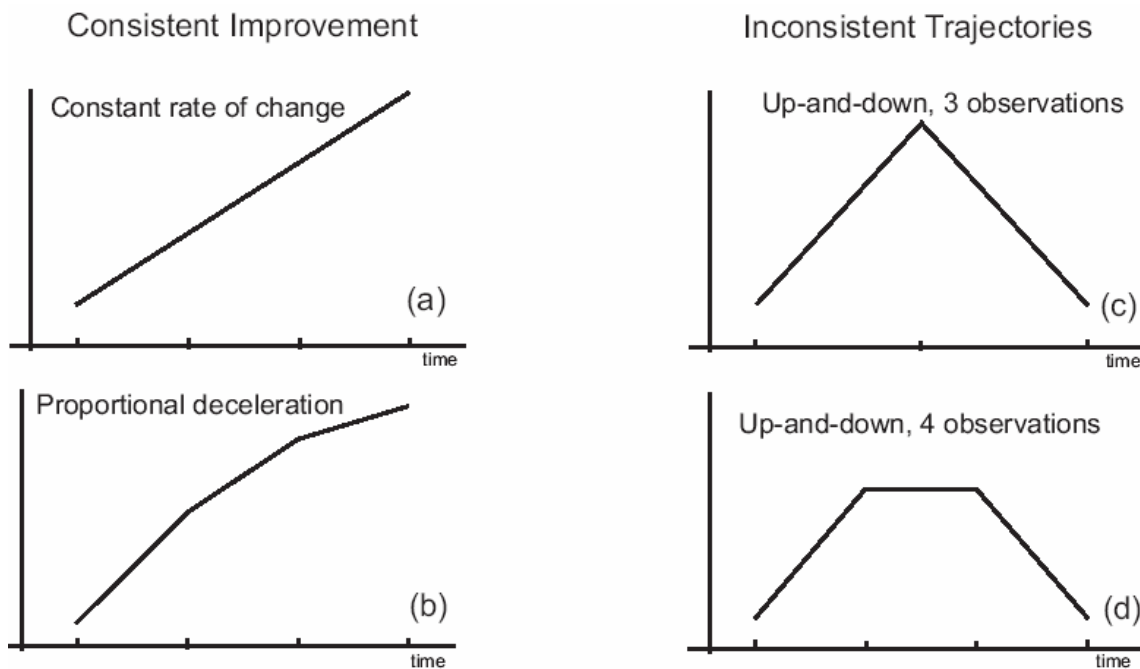 Consistent Improvement
Inconsistent Trajectories
Constant rate of change
(a)
time
Up-and-down, 3 observations
(c)
time
Proportional deceleration
(b)
time
Up-and-down, 4 observations
(d)
time